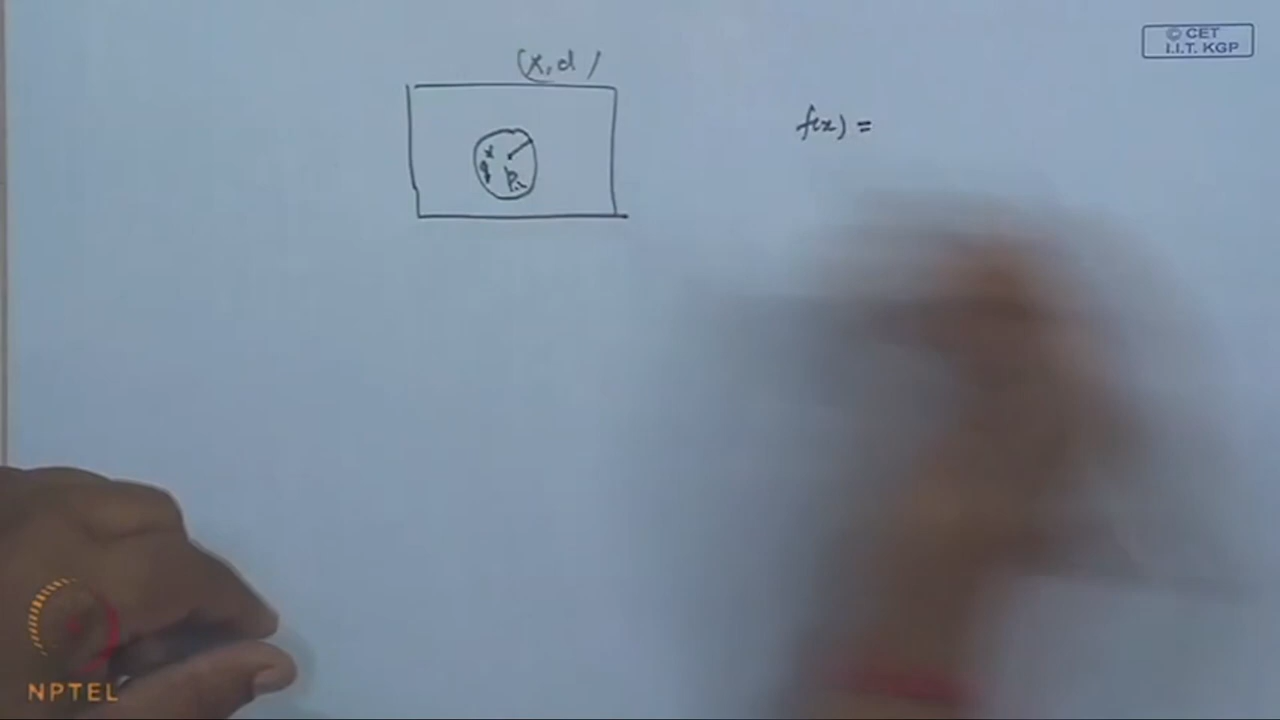 © CET
I.I.T. KGP
(X, d)
f(x) =
x
q
p
NPTEL